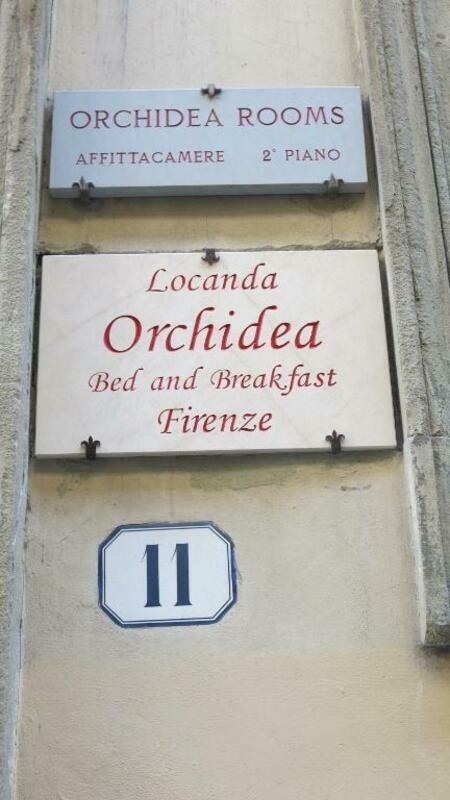 ORCHIDEA ROOMS
AFFITTACAMERE 2° PIANO
Locanda
Orchidea
Bed and Breakfast
Firenze
11